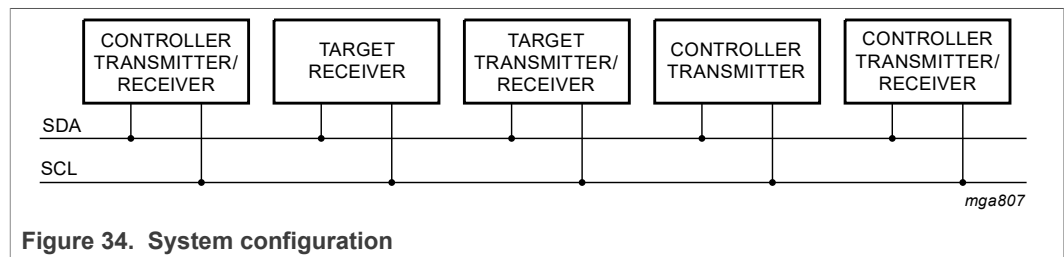 CONTROLLER
TRANSMITTER/
RECEIVER
TARGET
RECEIVER
TARGET
TRANSMITTER/
RECEIVER
CONTROLLER
TRANSMITTER
CONTROLLER
TRANSMITTER/
RECEIVER
SDA
SCL
mga807
Figure 34. System configuration